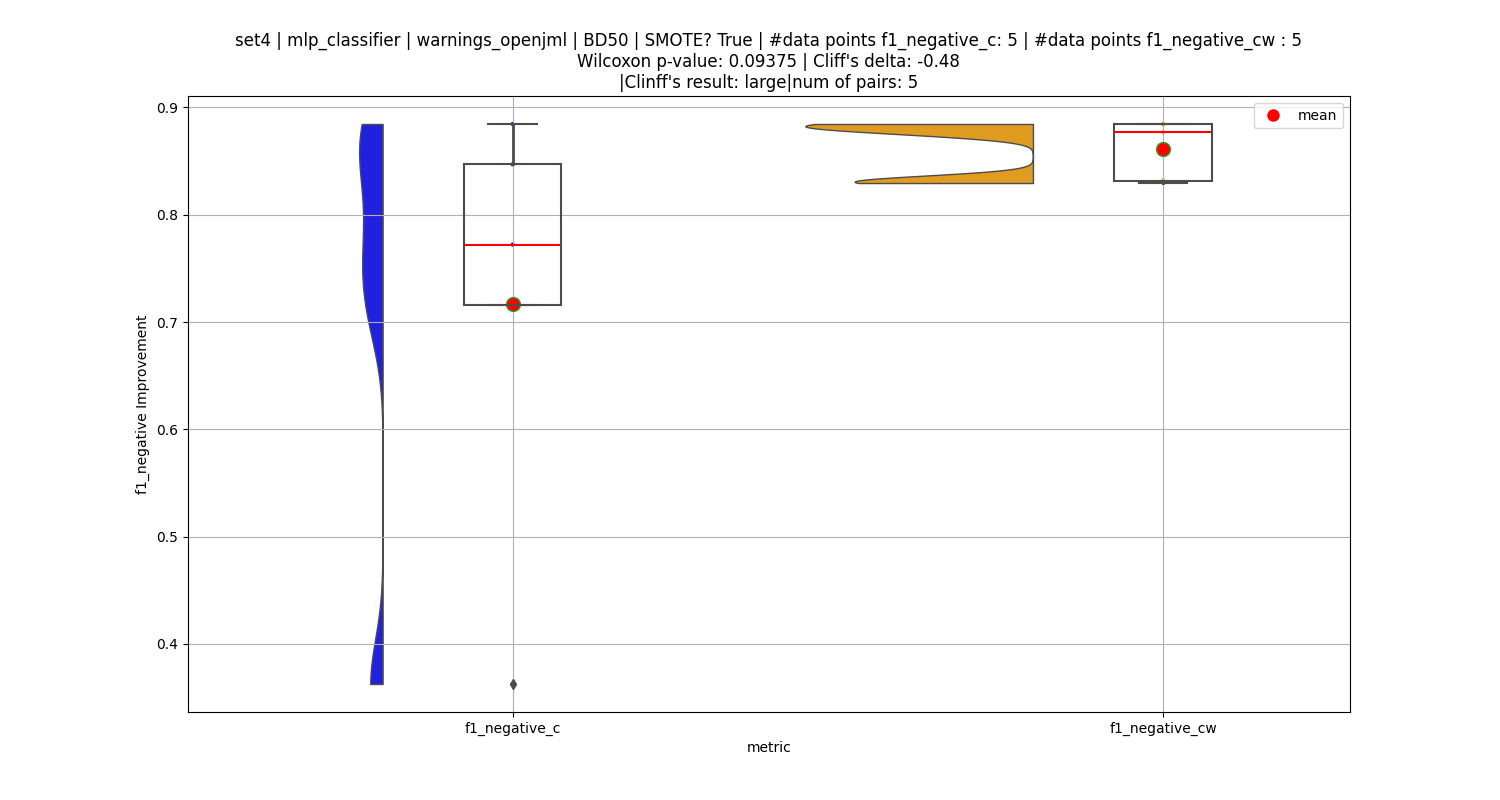 set4 | mlp_classifier | warnings_openjml | BD50 | SMOTE? True | #data points f1_negative_c: 5 | #data points f1_negative_cw : 5
Wilcoxon p-value: 0.09375 | Cliff's delta: -0.48
|Clinff's result: large|num of pairs: 5
mean
0.9
0.8
0.7
0.6
0.5
0.4
f1_negative Improvement
f1_negative_c
f1_negative_cw
metric